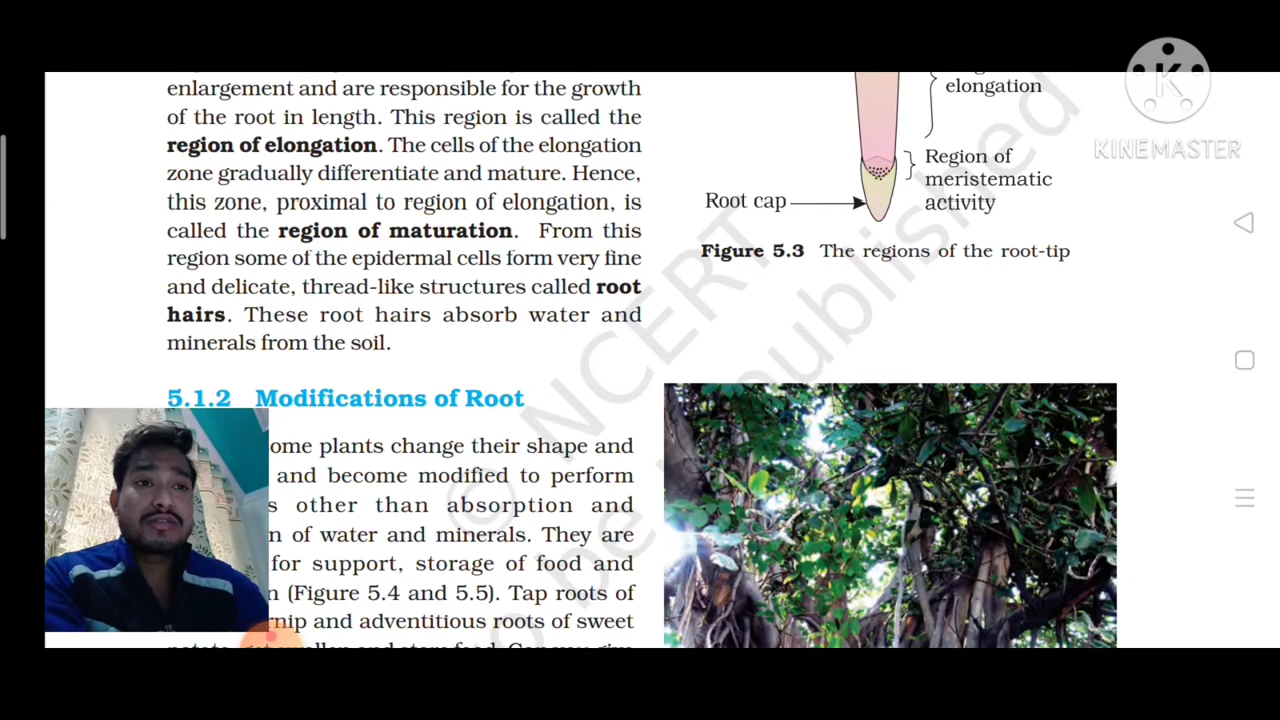 enlargement and are responsible for the growth
of the root in length. This region is called the
region of elongation. The cells of the elongation
zone gradually differentiate and mature. Hence,
this zone, proximal to region of elongation, is
called the region of maturation. From this
region some of the epidermal cells form very fine
and delicate, thread-like structures called root
hairs. These root hairs absorb water and
minerals from the soil.
5.1.2 Modifications of Root
ome plants change their shape and
and become modified to perform
s other than absorption and
n of water and minerals. They are
for support, storage of food and
n (Figure 5.4 and 5.5). Tap roots of
rnip and adventitious roots of sweet
elongation
Region of
meristematic
activity
Root cap
Figure 5.3 The regions of the root-tip
© NCERT
o be published
K
KINEMASTER